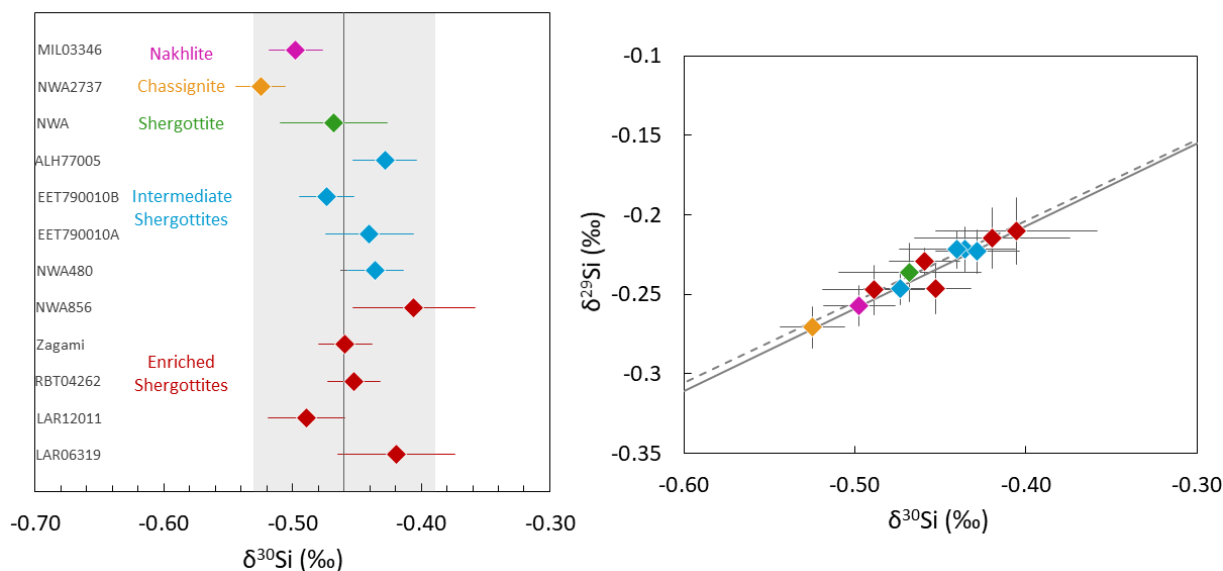 MIL03346 Nakhlite
NWA2737 Chassignite
NWA Shergottite
ALH77005
EET790010B Intermediate
Shergottites
EET790010A
NWA480
NWA856
Zagami
Enriched
RBT04262 Shergottites
LAR12011
LAR06319
-0.70 -0.60 -0.50 -0.40 -0.30
δ³⁰Si (‰)
-0.1
-0.15
-0.2
-0.25
-0.3
-0.35
δ²⁹Si (‰)
-0.60 -0.50 -0.40 -0.30
δ³⁰Si (‰)